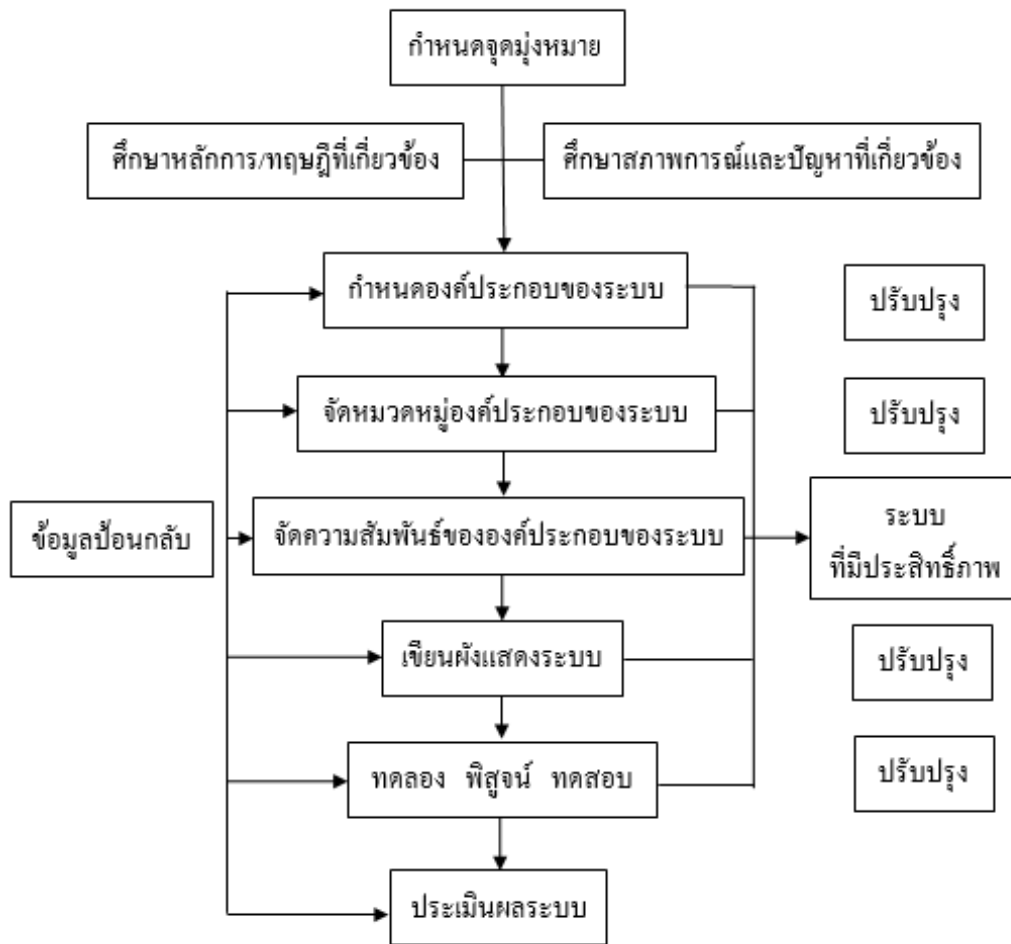 กำหนดจุดมุ่งหมาย
ศึกษาหลักการ/ทฤษฎีที่เกี่ยวข้อง
ศึกษาสภาพการณ์และปัญหาที่เกี่ยวข้อง
กำหนดองค์ประกอบของระบบ
ปรับปรุง
จัดหมวดหมู่องค์ประกอบของระบบ
ปรับปรุง
ข้อมูลป้อนกลับ
จัดความสัมพันธ์ขององค์ประกอบของระบบ
ระบบ
ที่มีประสิทธิ์ภาพ
เขียนผังแสดงระบบ
ปรับปรุง
ทดลอง พิสูจน์ ทดสอบ
ปรับปรุง
ประเมินผลระบบ